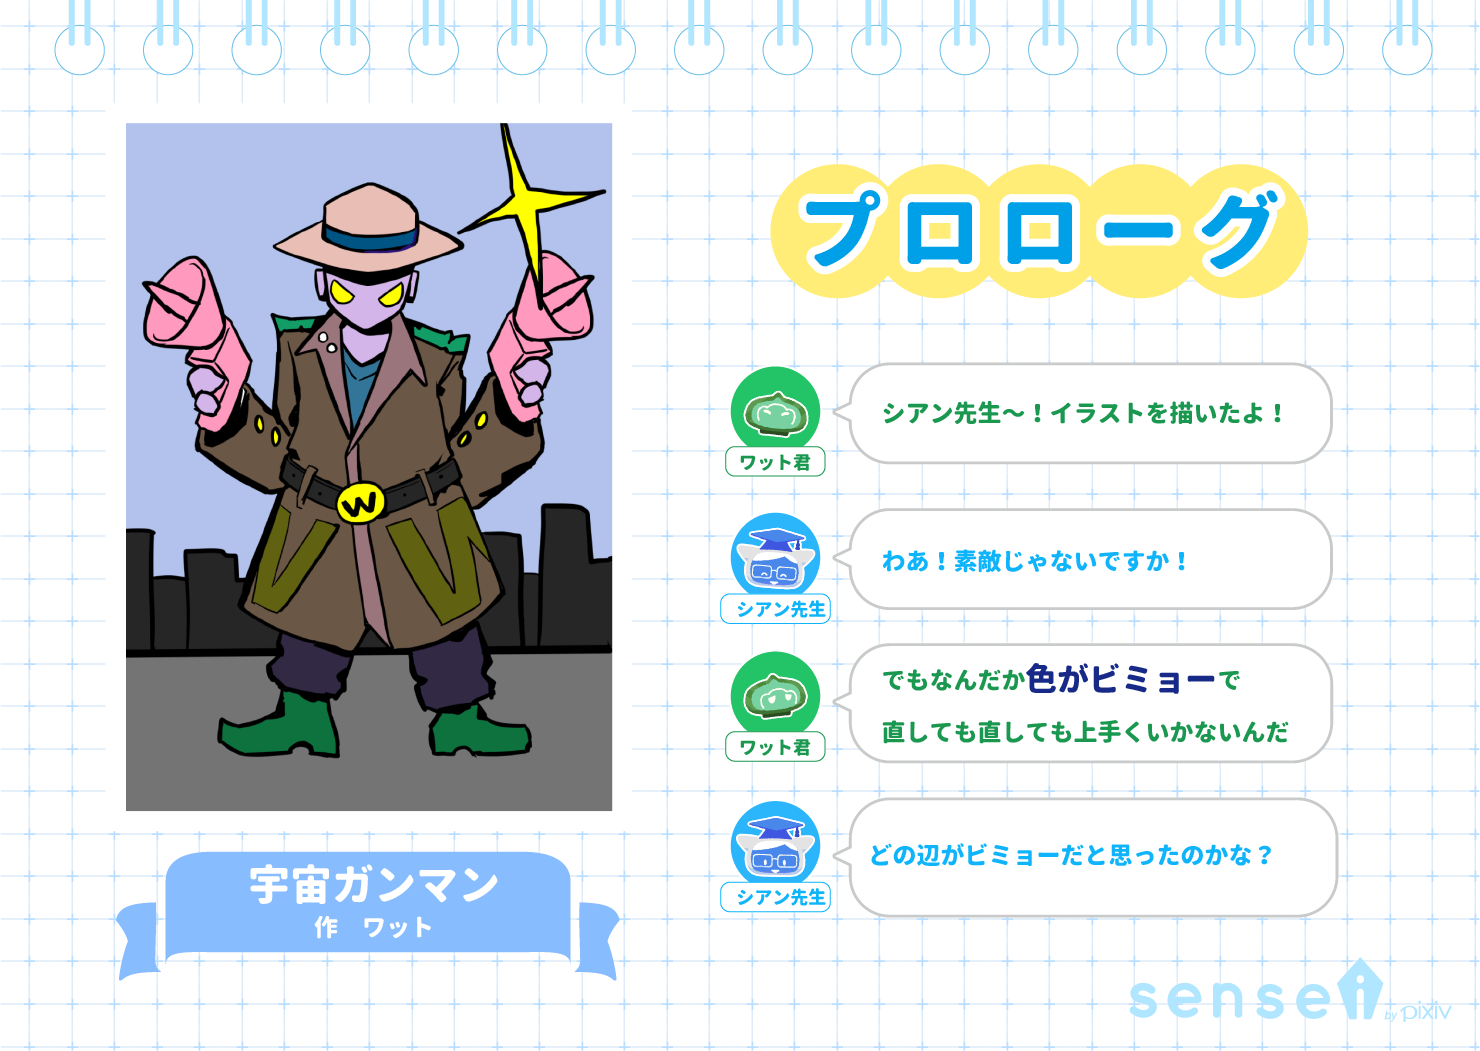 プロローグ
W
シアン先生～！イラストを描いたよ！
ワット君
わあ！素敵じゃないですか！
シアン先生
でもなんだか色がビミョーで
直しても直しても上手くいかないんだ
ワット君
どの辺がビミョーだと思ったのかな？
シアン先生
宇宙ガンマン
作　ワット
sensei by pixiv